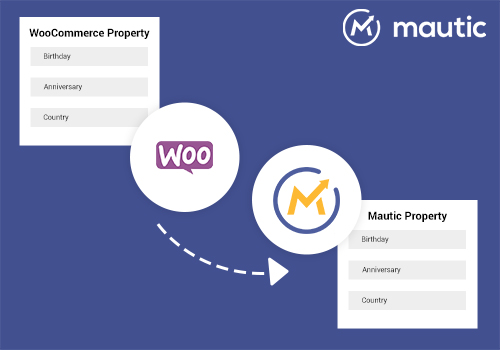 WooCommerce Property
Birthday
Anniversary
Country
mautic
WOO
Mautic Property
Birthday
Anniversary
Country